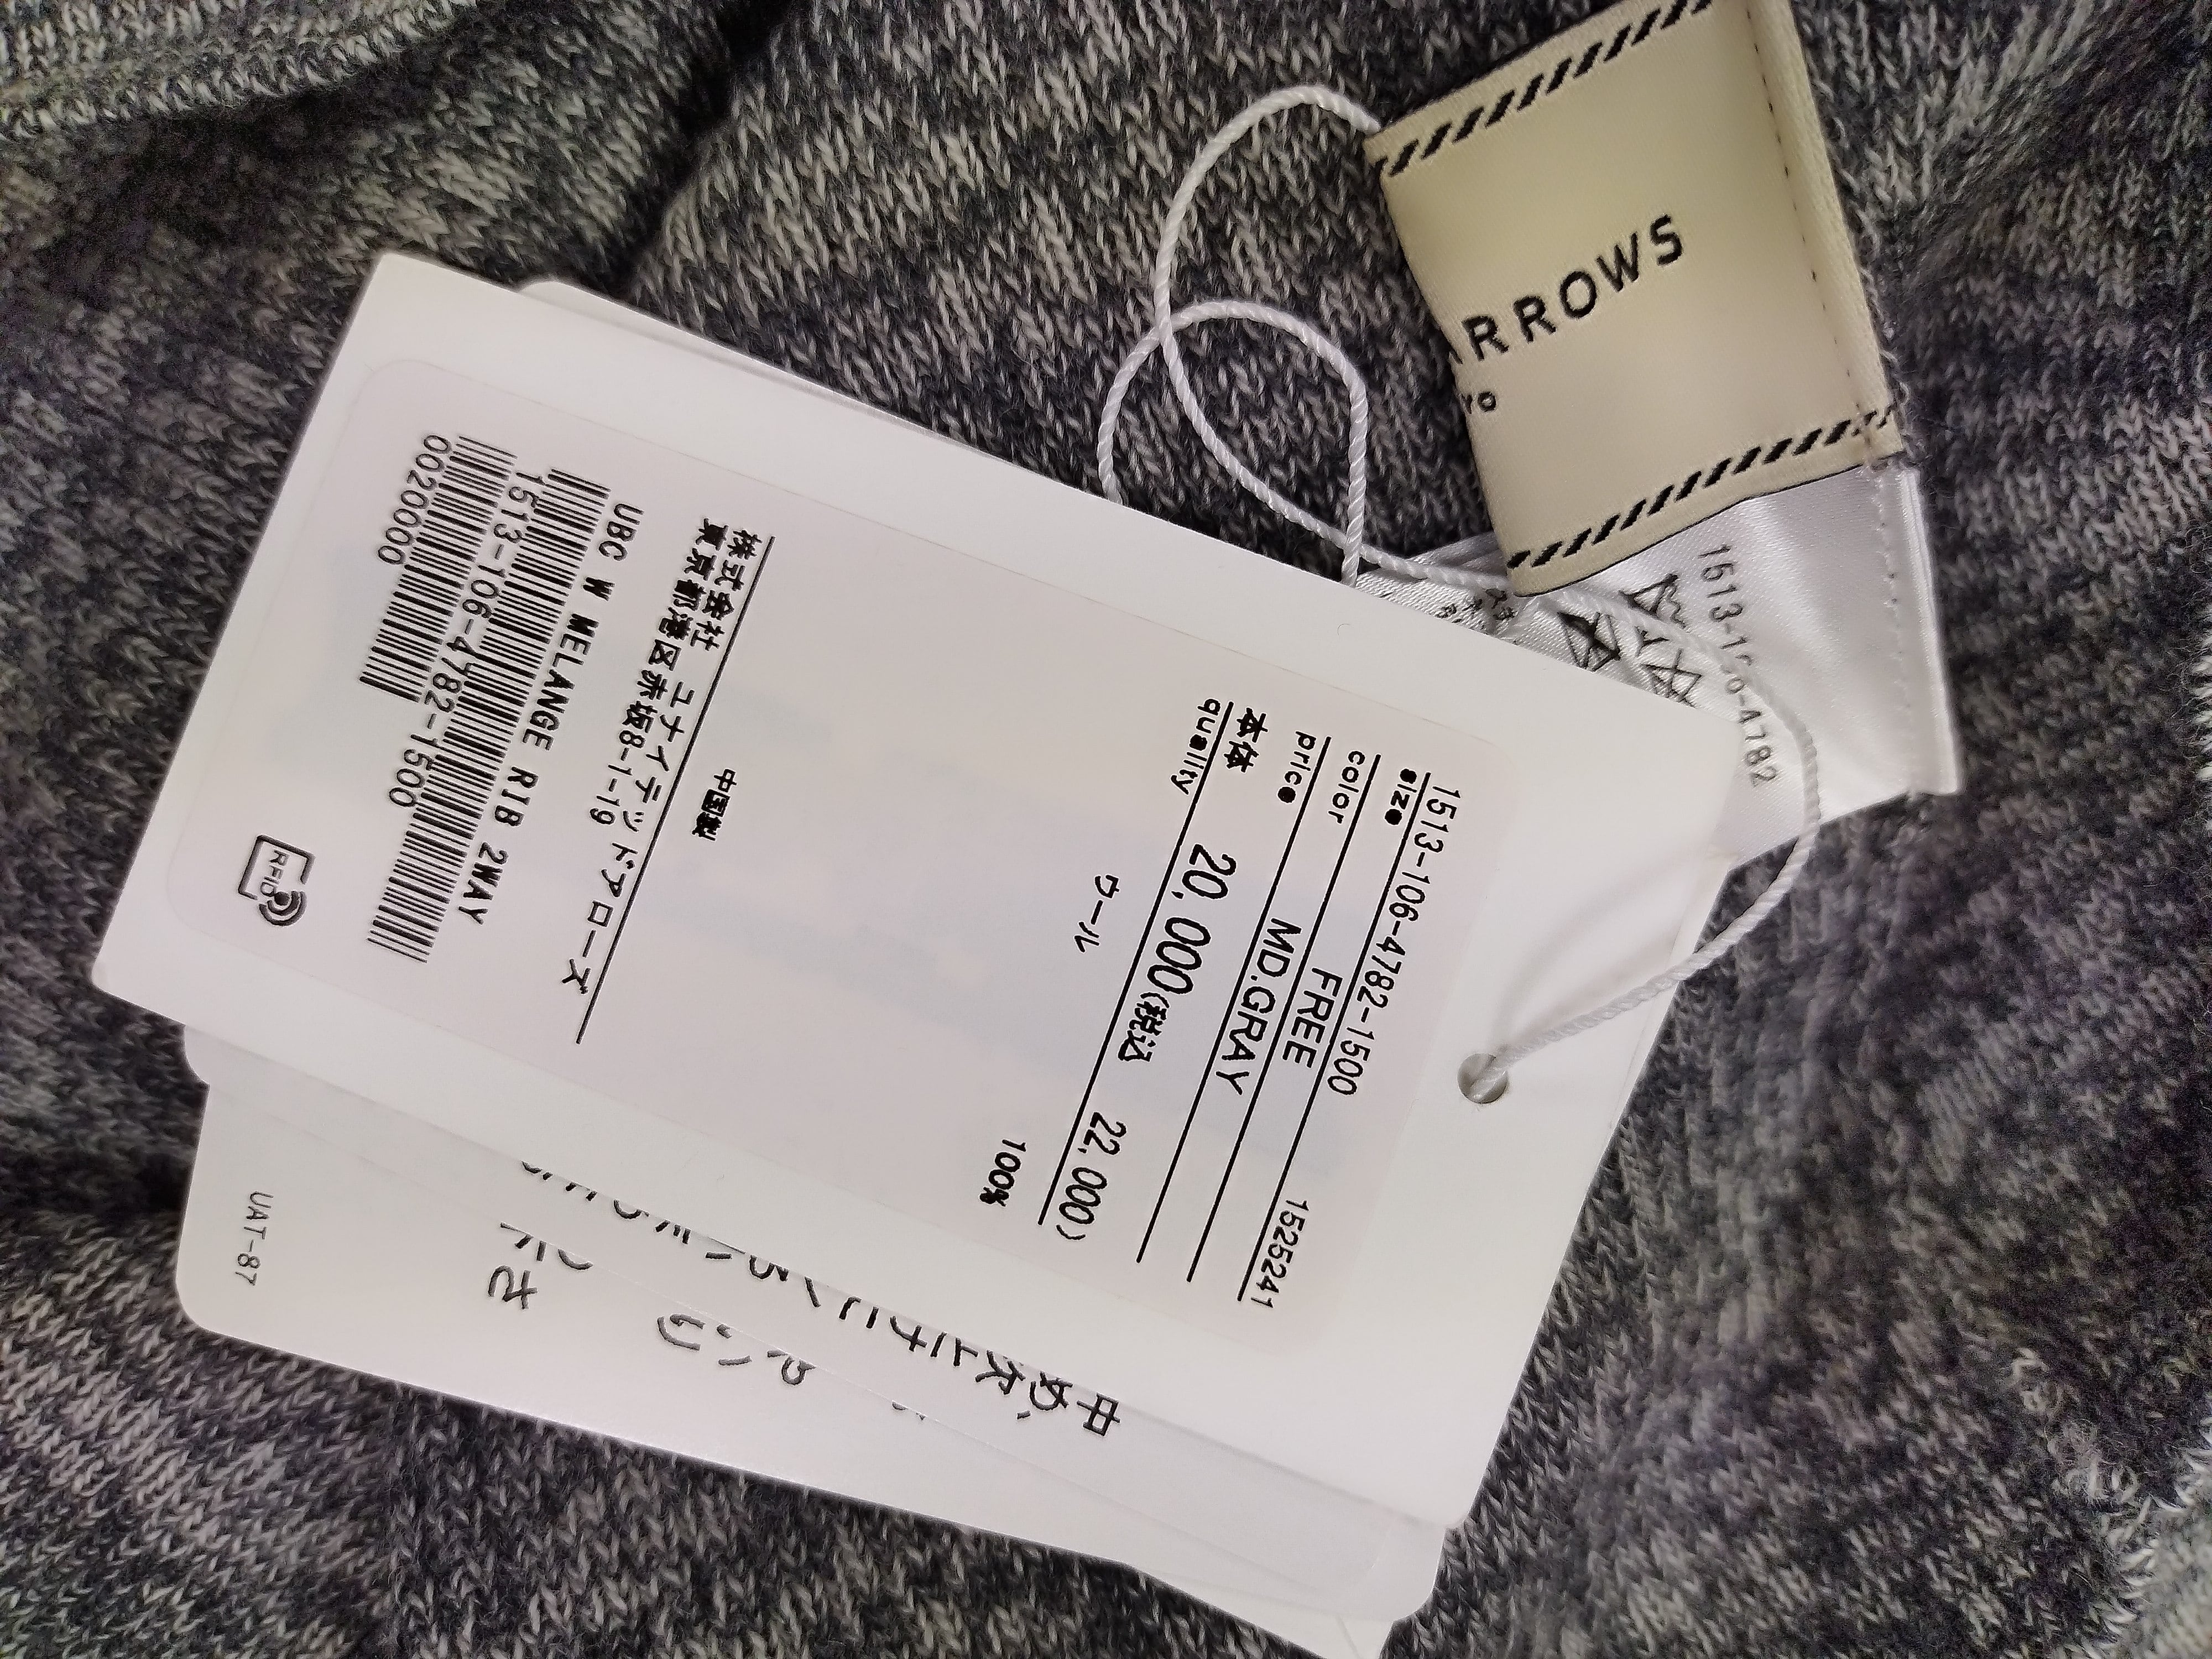 ARROWS
1513-106-4782
1513-106-4782-1500 1525241
size FREE
color MD.GRAY
price
本体 20,000(税込 22,000)
quality
ウール 100%
中国製
株式会社 ユナイテッドアローズ
東京都港区赤坂8-1-19
UBC W MELANGE RIB 2WAY
1513-106-4782-1500
0020000
RFID
UAT-87